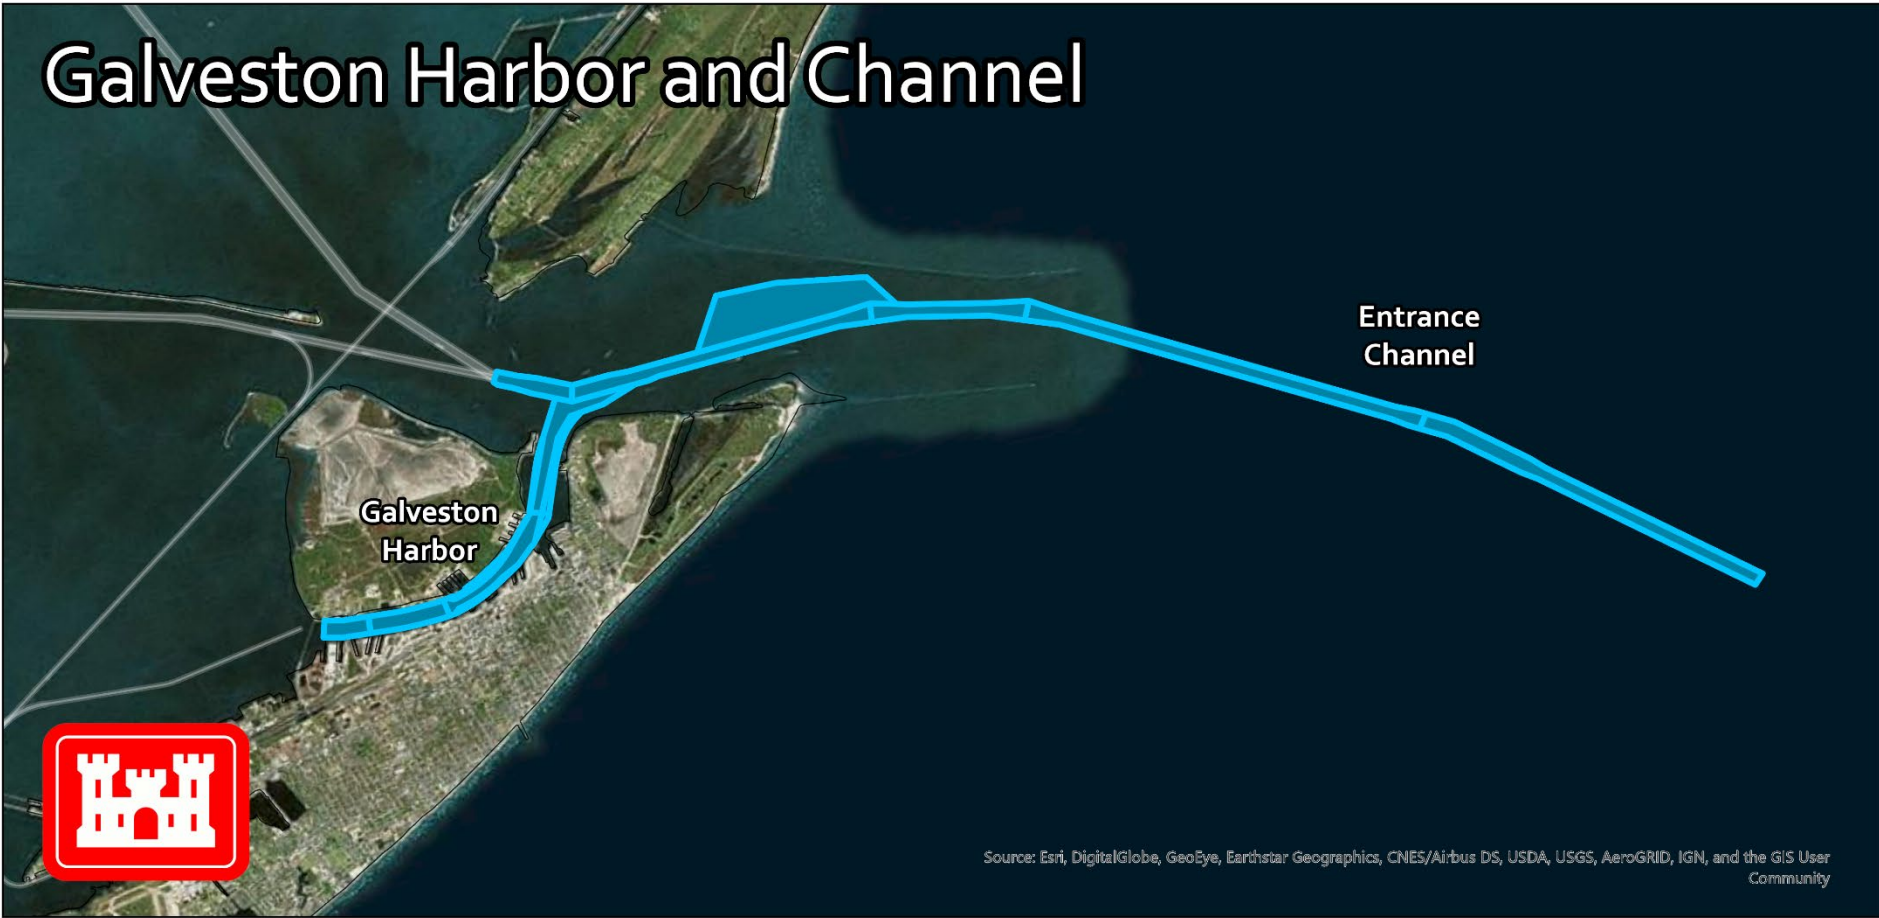 Galveston Harbor and Channel
Entrance
Channel
Galveston
Harbor
Source: Esri, DigitalGlobe, GeoEye, Earthstar Geographics, CNES/Airbus DS, USDA, USGS, AeroGRID, IGN, and the GIS User
Community